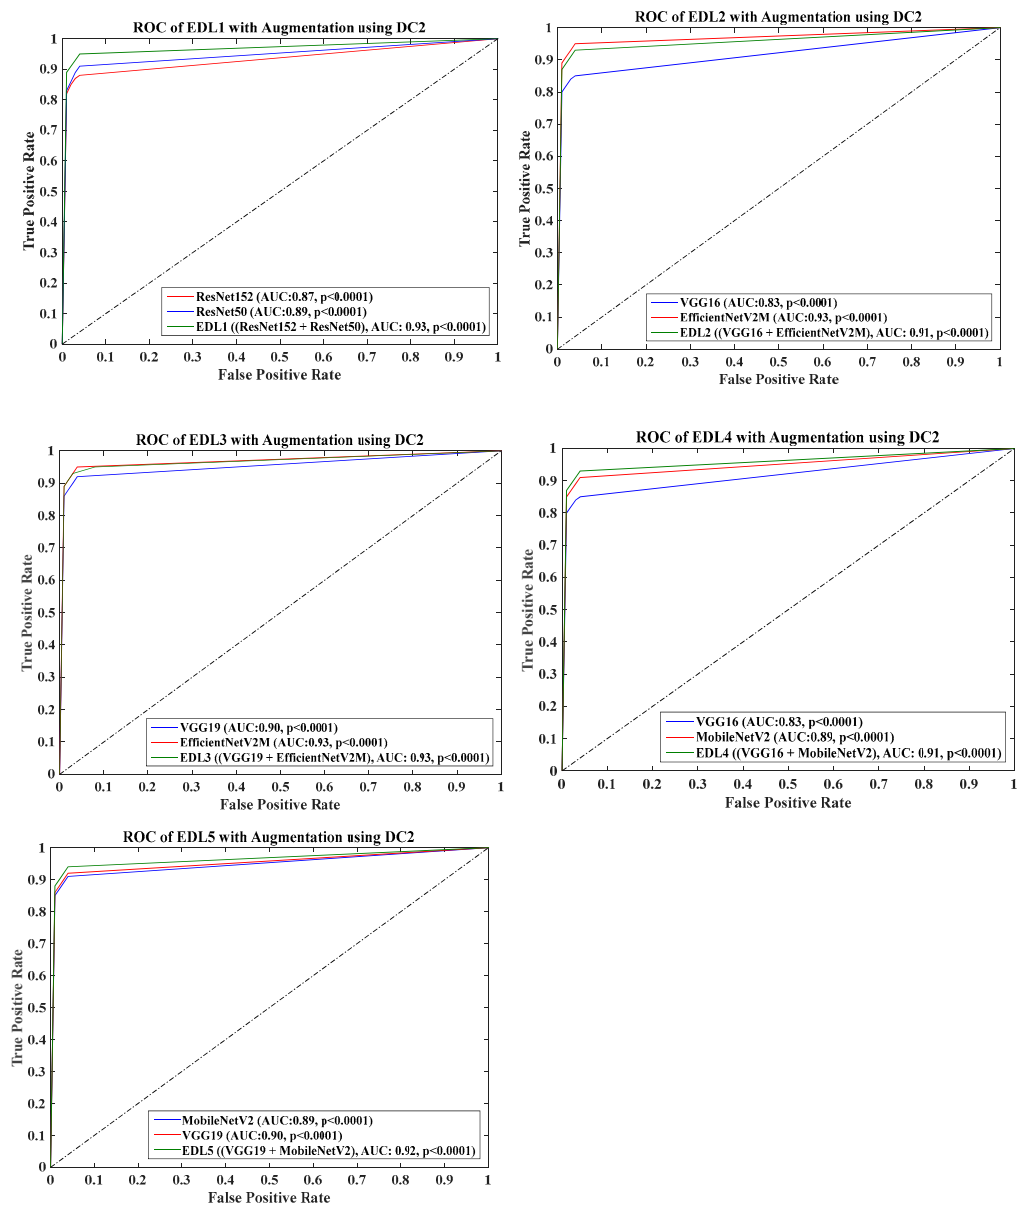 ROC of EDL1 with Augmentation using DC2
1
0.9
0.8
0.7
0.6
0.5
0.4
0.3
0.2
0.1
0
True Positive Rate
ResNet152 (AUC:0.87, p<0.0001)
ResNet50 (AUC:0.89, p<0.0001)
EDL1 ((ResNet152 + ResNet50), AUC: 0.93, p<0.0001)
0 0.1 0.2 0.3 0.4 0.5 0.6 0.7 0.8 0.9 1
False Positive Rate
ROC of EDL2 with Augmentation using DC2
1
0.9
0.8
0.7
0.6
0.5
0.4
0.3
0.2
0.1
0
True Positive Rate
VGG16 (AUC:0.83, p<0.0001)
EfficientNetV2M (AUC:0.93, p<0.0001)
EDL2 ((VGG16 + EfficientNetV2M), AUC: 0.91, p<0.0001)
0 0.1 0.2 0.3 0.4 0.5 0.6 0.7 0.8 0.9 1
False Positive Rate
ROC of EDL3 with Augmentation using DC2
1
0.9
0.8
0.7
0.6
0.5
0.4
0.3
0.2
0.1
0
True Positive Rate
VGG19 (AUC:0.90, p<0.0001)
EfficientNetV2M (AUC:0.93, p<0.0001)
EDL3 ((VGG19 + EfficientNetV2M), AUC: 0.93, p<0.0001)
0 0.1 0.2 0.3 0.4 0.5 0.6 0.7 0.8 0.9 1
False Positive Rate
ROC of EDL4 with Augmentation using DC2
1
0.9
0.8
0.7
0.6
0.5
0.4
0.3
0.2
0.1
0
True Positive Rate
VGG16 (AUC:0.83, p<0.0001)
MobileNetV2 (AUC:0.89, p<0.0001)
EDL4 ((VGG16 + MobileNetV2), AUC: 0.91, p<0.0001)
0 0.1 0.2 0.3 0.4 0.5 0.6 0.7 0.8 0.9 1
False Positive Rate
ROC of EDL5 with Augmentation using DC2
1
0.9
0.8
0.7
0.6
0.5
0.4
0.3
0.2
0.1
0
True Positive Rate
MobileNetV2 (AUC:0.89, p<0.0001)
VGG19 (AUC:0.90, p<0.0001)
EDL5 ((VGG19 + MobileNetV2), AUC: 0.92, p<0.0001)
0 0.1 0.2 0.3 0.4 0.5 0.6 0.7 0.8 0.9 1
False Positive Rate